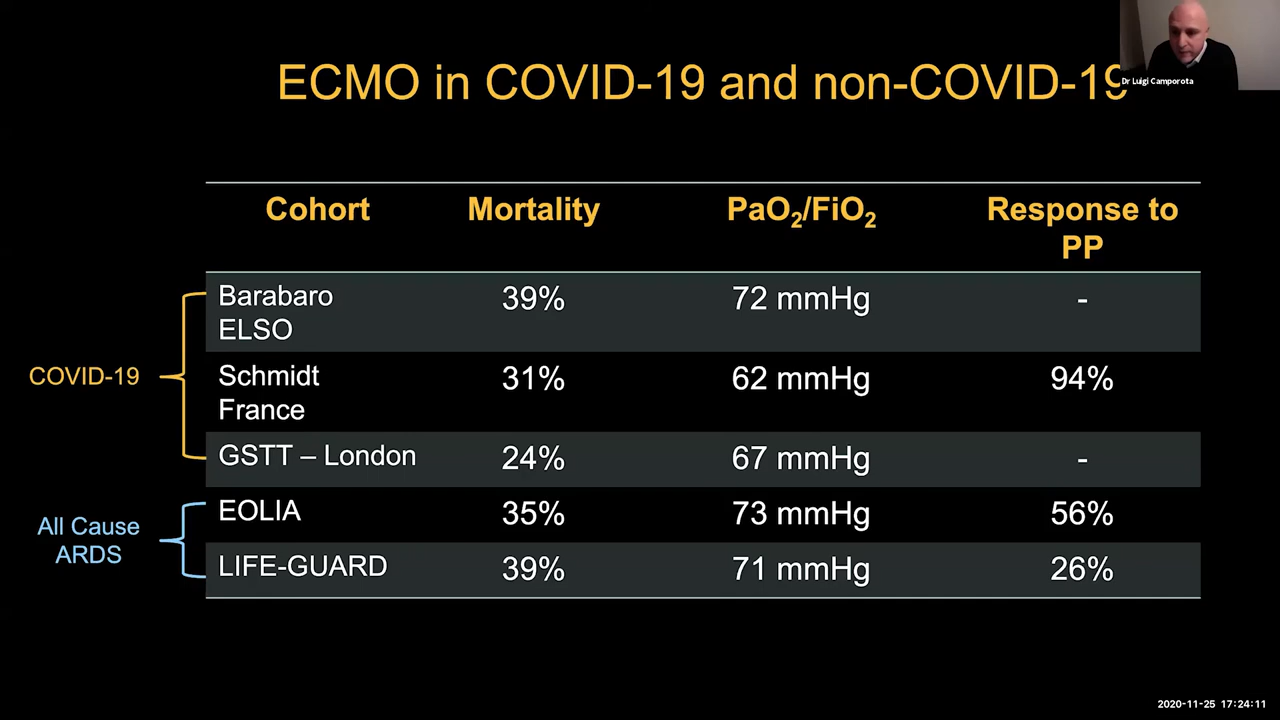 ECMO in COVID-19 and non-COVID-19
Dr Luigi Camporota
Cohort Mortality PaO2/FiO2 Response to
PP
COVID-19
Barabaro
ELSO
39% 72 mmHg -
Schmidt
France
31% 62 mmHg 94%
GSTT – London 24% 67 mmHg -
All Cause
ARDS
EOLIA 35% 73 mmHg 56%
LIFE-GUARD 39% 71 mmHg 26%
2020-11-25 17:24:11